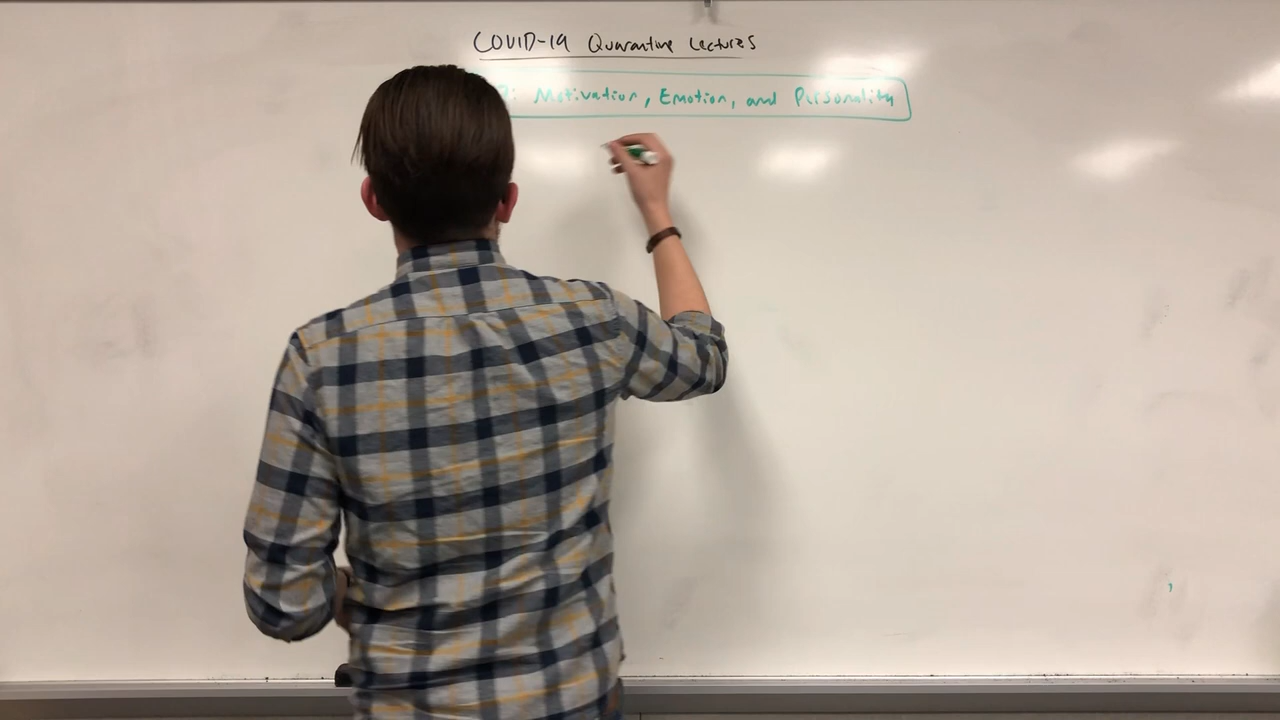 COVID-19 Quarantine Lectures
: Motivation, Emotion, and Personality